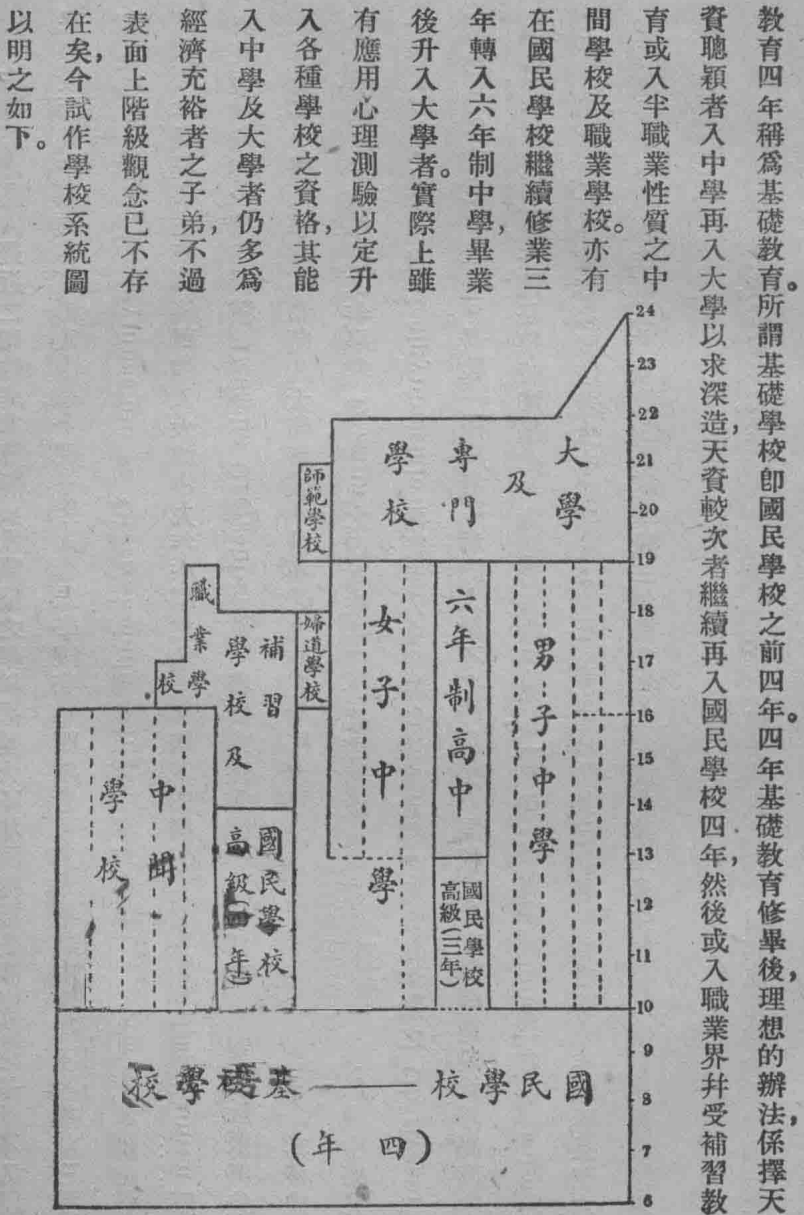 教育四年稱爲基礎教育。所謂基礎學校卽國民學校之前四年。四年基礎教育修畢後,理想的辦法,係擇天
資聰穎者入中學再入大學以求深造,天資較次者繼續再入國民學校四年,然後或入職業界幷受補習教
育或入半職業性質之中
間學校及職業學校。亦有
在國民學校繼續修業三
年轉入六年制中學,畢業
後升入大學者。實際上雖
有應用心理測驗以定升
入各種學校之資格,其能
入中學及大學者仍多爲
經濟充裕者之子弟,不過
表面上階級觀念已不存
在矣,今試作學校系統圖
以明之如下。
24
23
22
21
20
19
18
17
16
15
14
13
12
11
10
9
8
7
6
大學
及
專門
學校
師範學校
男子中學
六年制高中
國民學校
高級(三年)
女子中學
婦道學校
補習
學校及
國民學校
高級(四年)
職業學
校
中間
學校
國民學校——基礎學校
(四年)